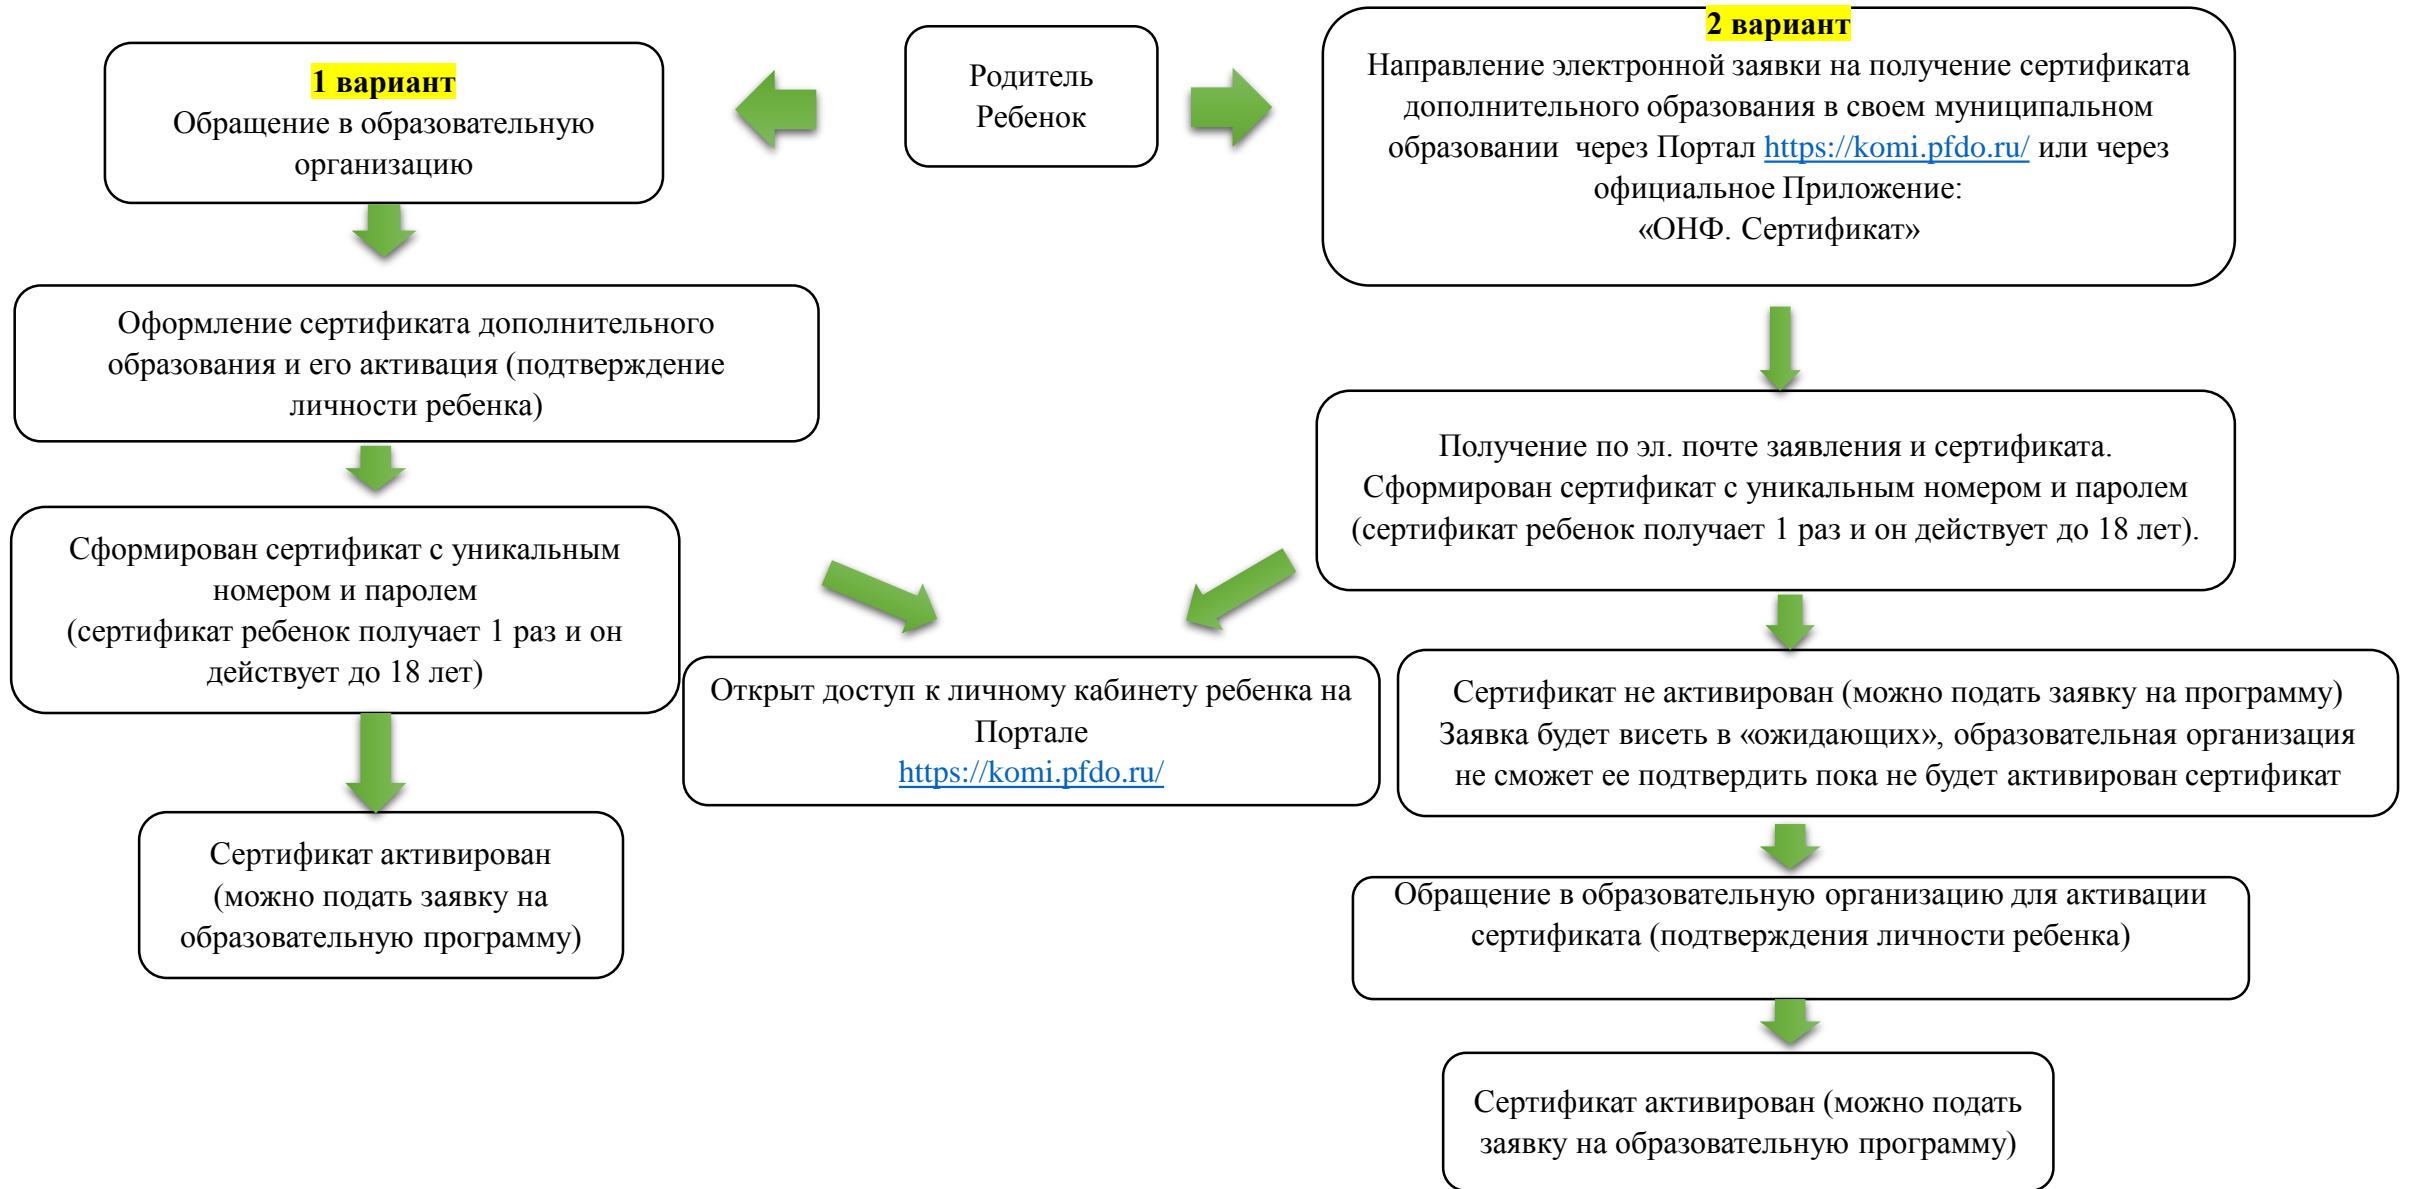 Родитель
Ребенок
1 вариант
Обращение в образовательную
организацию
Оформление сертификата дополнительного
образования и его активация (подтверждение
личности ребенка)
Сформирован сертификат с уникальным
номером и паролем
(сертификат ребенок получает 1 раз и он
действует до 18 лет)
Сертификат активирован
(можно подать заявку на
образовательную программу)
Открыт доступ к личному кабинету ребенка на
Портале
https://komi.pfdo.ru/
2 вариант
Направление электронной заявки на получение сертификата
дополнительного образования в своем муниципальном
образовании через Портал https://komi.pfdo.ru/ или через
официальное Приложение:
«ОНФ. Сертификат»
Получение по эл. почте заявления и сертификата.
Сформирован сертификат с уникальным номером и паролем
(сертификат ребенок получает 1 раз и он действует до 18 лет).
Сертификат не активирован (можно подать заявку на программу)
Заявка будет висеть в «ожидающих», образовательная организация
не сможет ее подтвердить пока не будет активирован сертификат
Обращение в образовательную организацию для активации
сертификата (подтверждения личности ребенка)
Сертификат активирован (можно подать
заявку на образовательную программу)